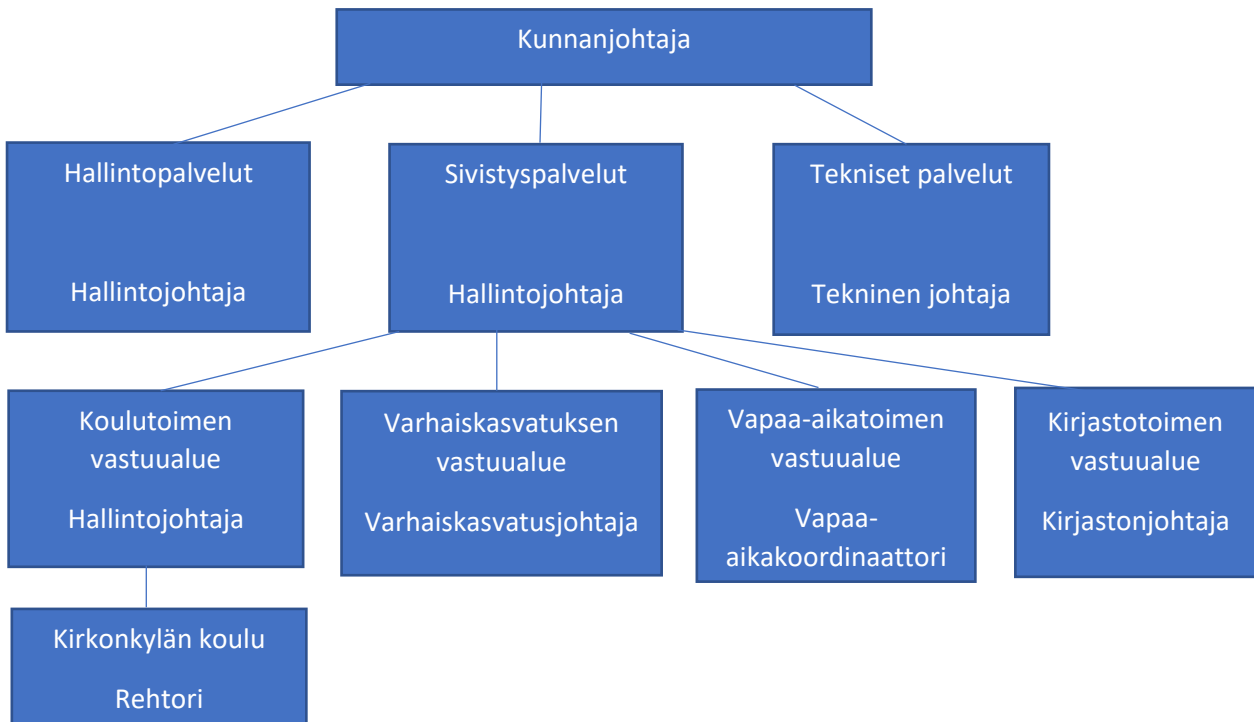 Kunnanjohtaja
Hallintopalvelut
Hallintojohtaja
Sivistyspalvelut
Hallintojohtaja
Tekniset palvelut
Tekninen johtaja
Koulutoimen
vastuualue
Hallintojohtaja
Varhaiskasvatuksen
vastuualue
Varhaiskasvatusjohtaja
Vapaa-aikatoimen
vastuualue
Vapaa-
aikakoordinaattori
Kirjastotoimen
vastuualue
Kirjastonjohtaja
Kirkonkylän koulu
Rehtori